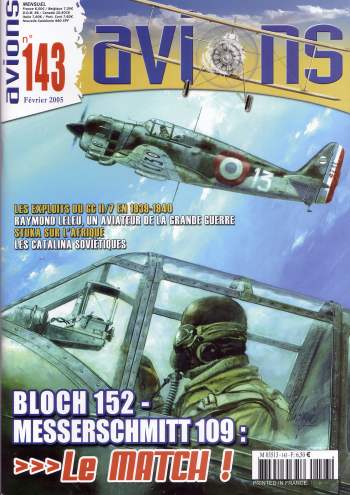 avions
MENSUEL
n°
143
Février 2005
avions
13
LES EXPLOITS DU GC II/7 EN 1939-1940
RAYMOND LELEU, UN AVIATEUR DE LA GRANDE GUERRE
STUKA SUR L'AFRIQUE
LES CATALINA SOVIETIQUES
BLOCH 152 -
MESSERSCHMITT 109 :
>>>Le MATCH !
PRINTED IN FRANCE